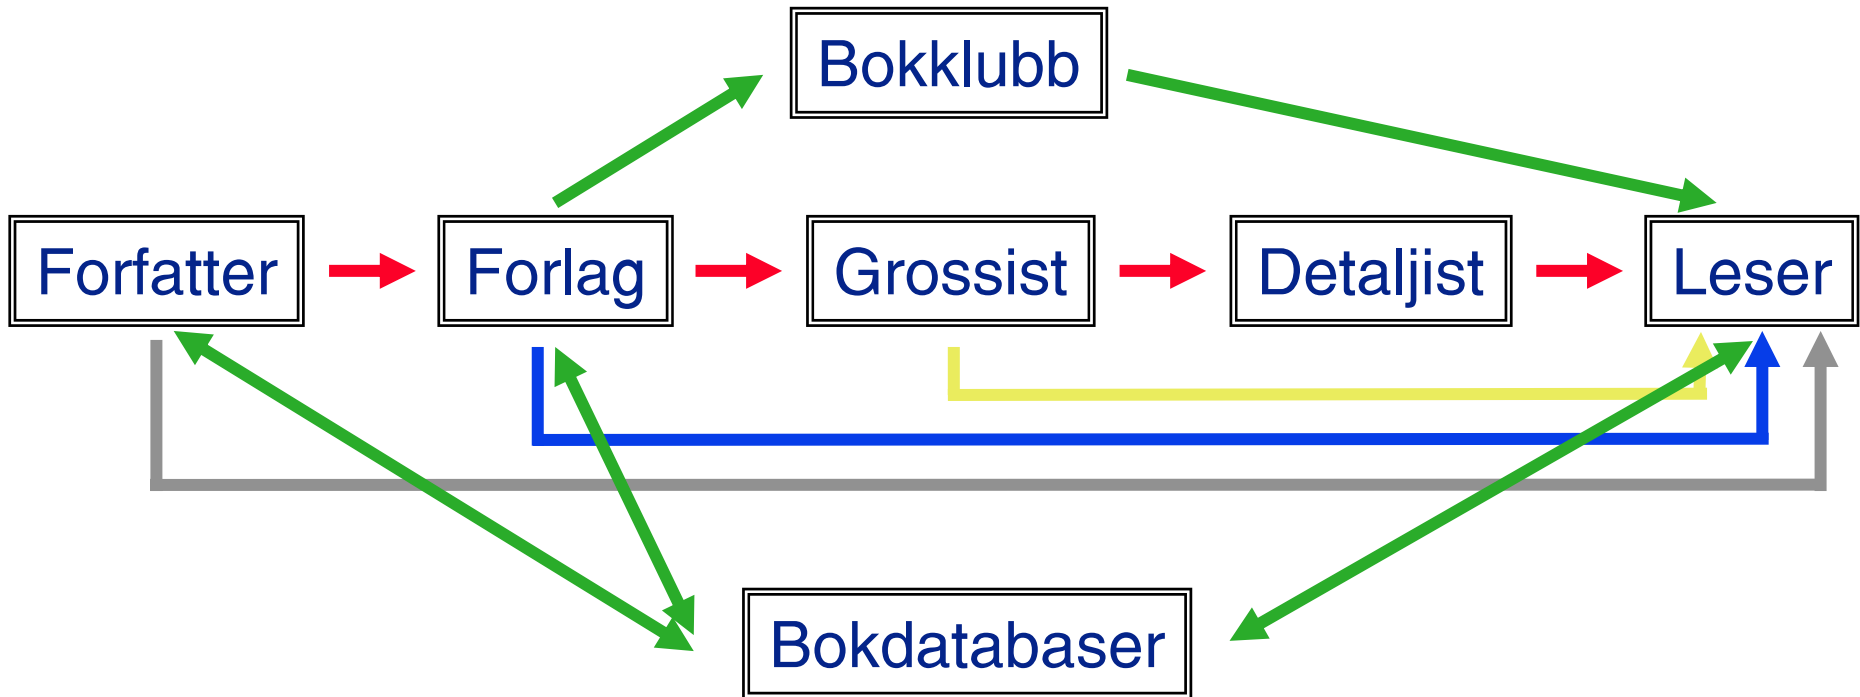 Bokklubb
Forfatter
Forlag
Grossist
Detaljist
Leser
Bokdatabaser